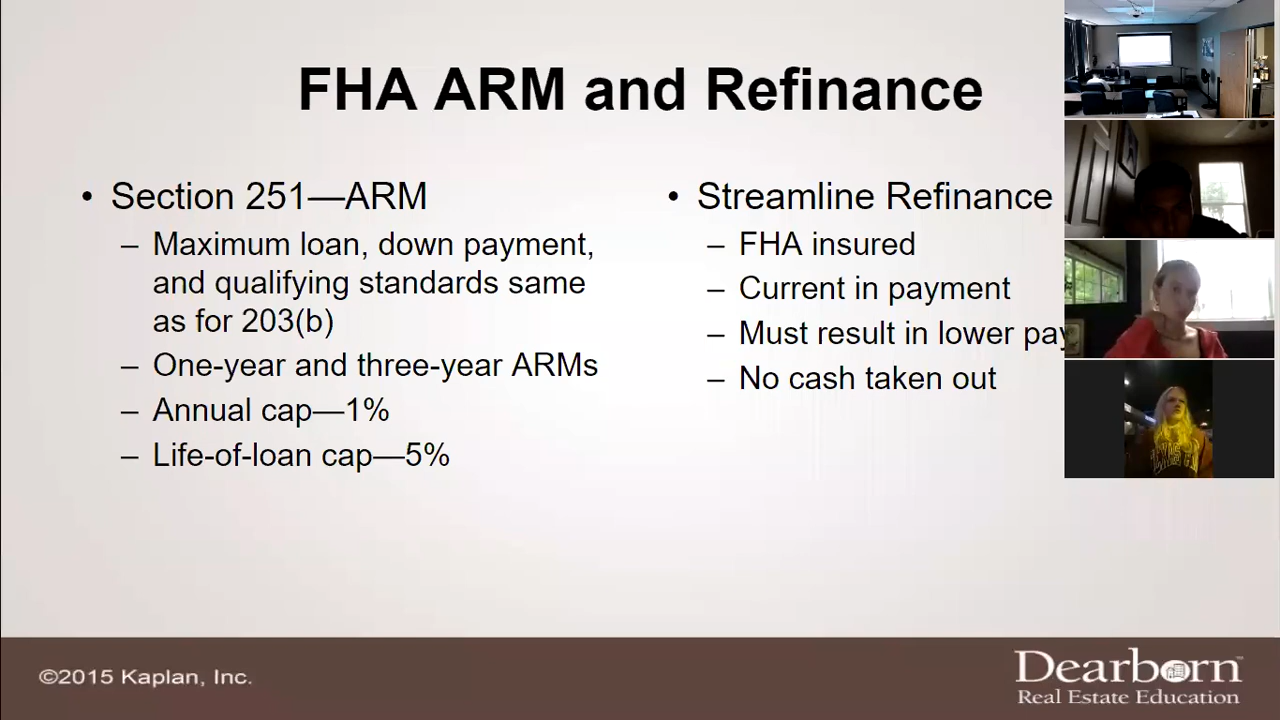 FHA ARM and Refinance
• Section 251—ARM
– Maximum loan, down payment,
and qualifying standards same
as for 203(b)
– One-year and three-year ARMs
– Annual cap—1%
– Life-of-loan cap—5%
• Streamline Refinance
– FHA insured
– Current in payment
– Must result in lower
– No cash taken out
©2015 Kaplan, Inc.
Dearborn™
Real Estate Education